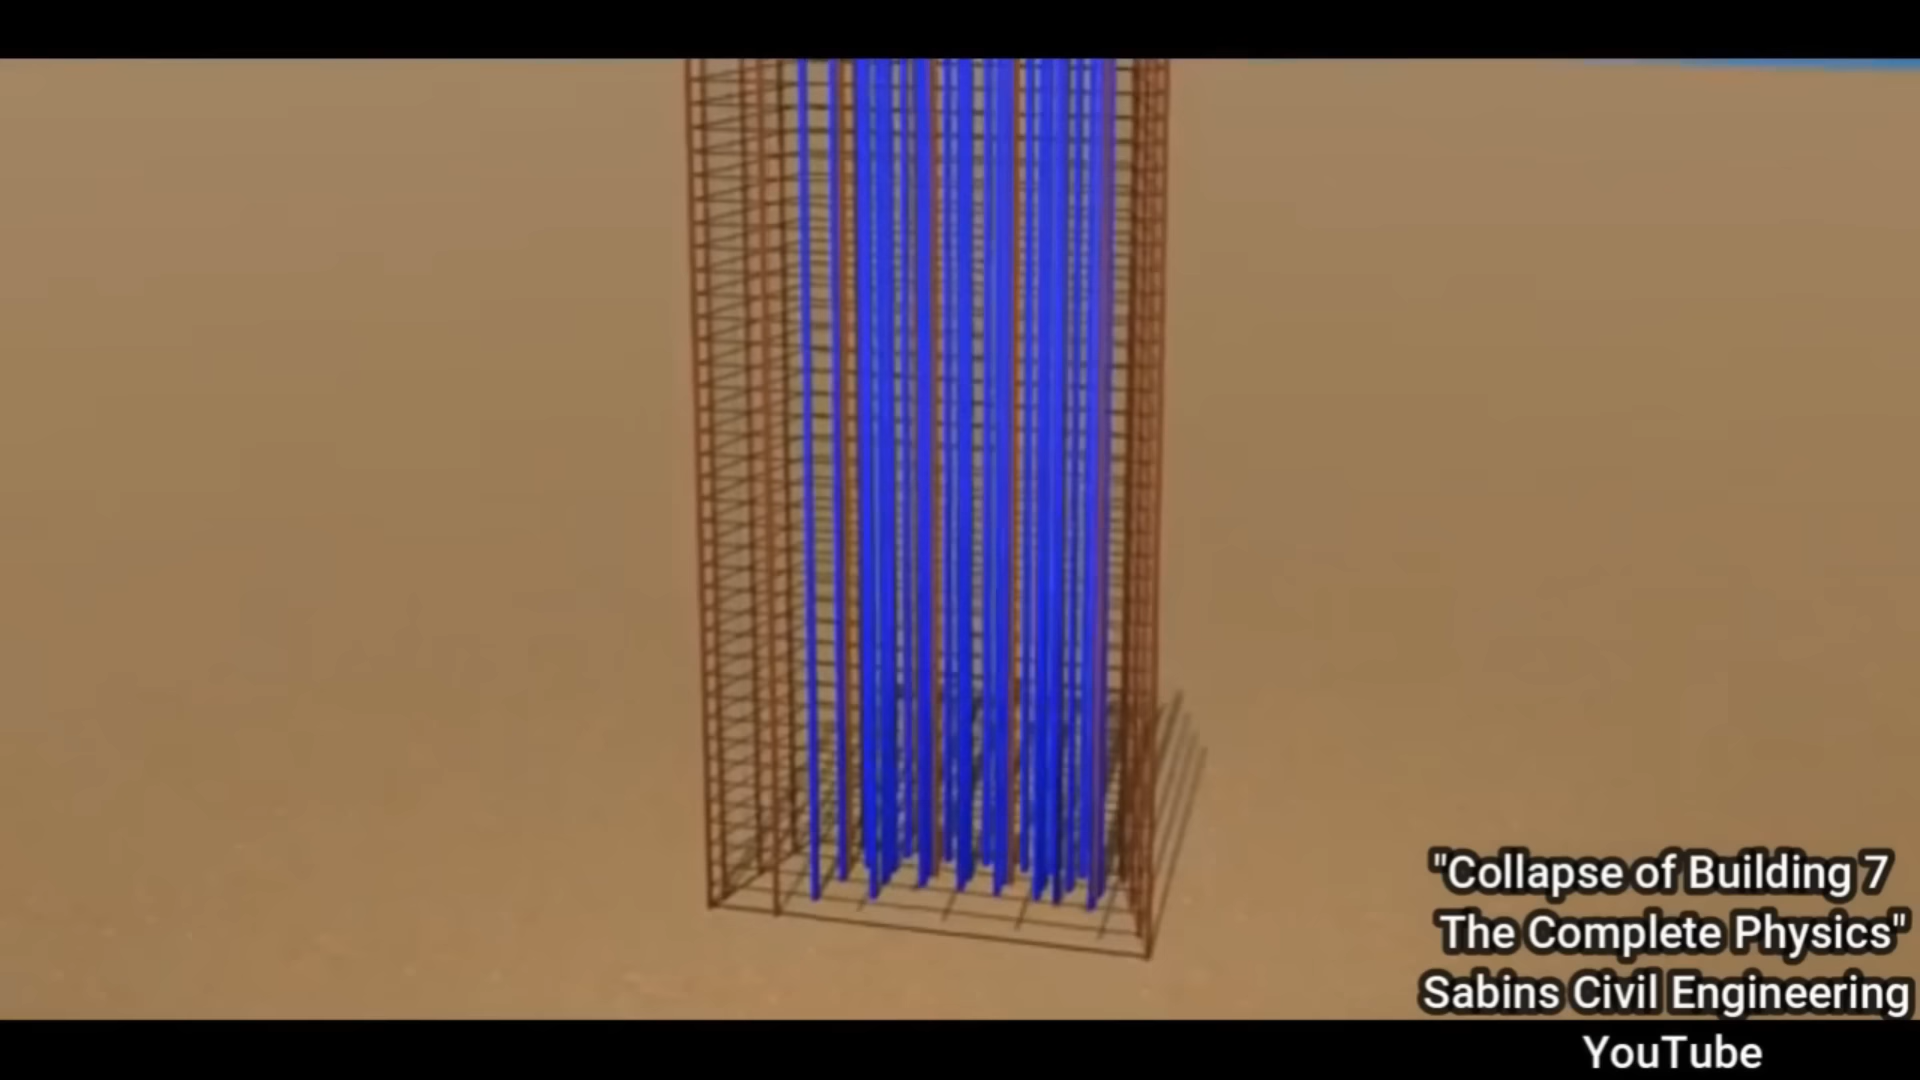 "Collapse of Building 7
The Complete Physics"
Sabins Civil Engineering
YouTube